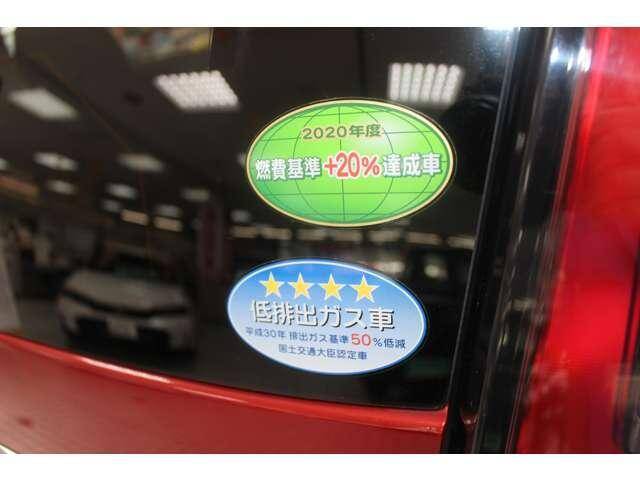 2020年度
燃費基準+20%達成車
低排出ガス車
平成30年 排出ガス基準50%低減
国土交通大臣認定車